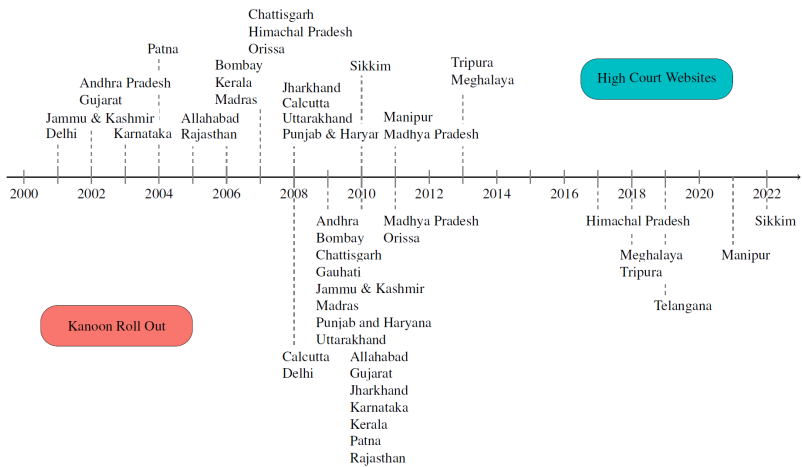 Chattisgarh
Himachal Pradesh
Orissa
Patna
Bombay
Kerala
Madras
Sikkim
Tripura
Meghalaya
High Court Websites
Andhra Pradesh
Gujarat
Jharkhand
Calcutta
Uttarakhand
Punjab & Haryar
Jammu & Kashmir
Delhi
Karnataka
Allahabad
Rajasthan
Manipur
Madhya Pradesh
2000 2002 2004 2006 2008 2010 2012 2014 2016 2018 2020 2022
Andhra
Bombay
Chattisgarh
Gauhati
Jammu & Kashmir
Madras
Punjab and Haryana
Uttarakhand
Madhya Pradesh
Orissa
Himachal Pradesh
Sikkim
Meghalaya
Tripura
Manipur
Telangana
Kanoon Roll Out
Calcutta
Delhi
Allahabad
Gujarat
Jharkhand
Karnataka
Kerala
Patna
Rajasthan